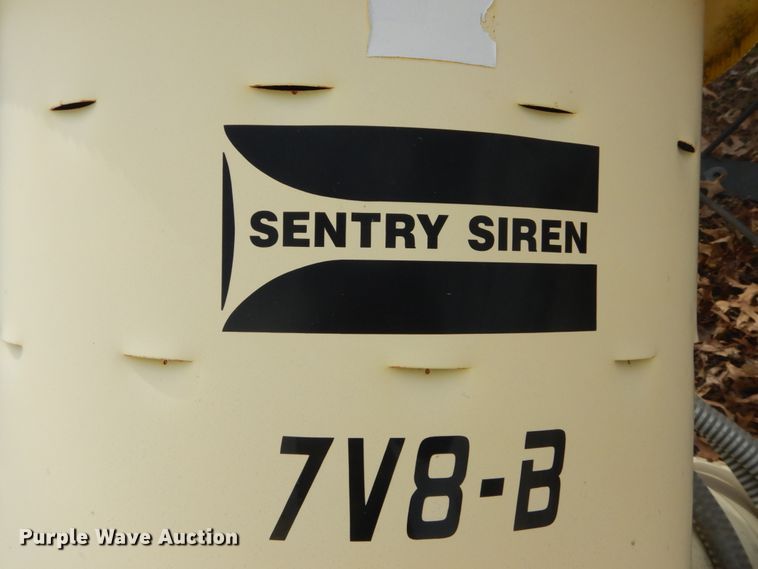 SENTRY SIREN
7V8-B
Purple Wave Auction